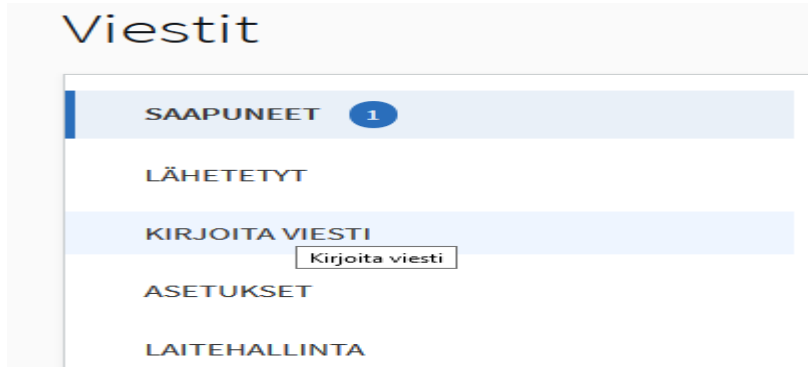 Viestit
SAAPUNEET 1
LÄHETETYT
KIRJOITA VIESTI
Kirjoita viesti
ASETUKSET
LAITEHALLINTA